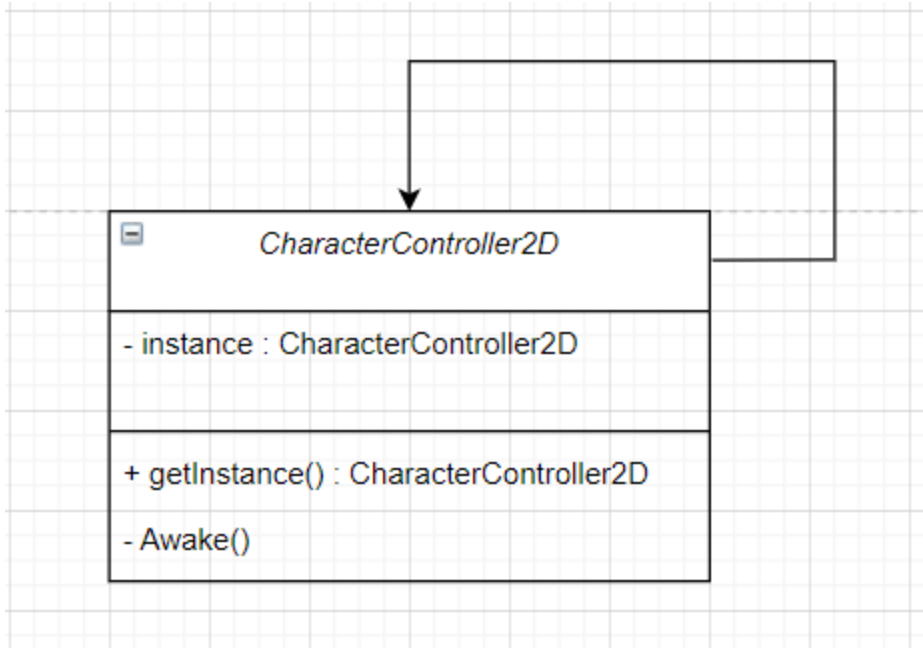 CharacterController2D
- instance : CharacterController2D
+ getInstance() : CharacterController2D
- Awake()